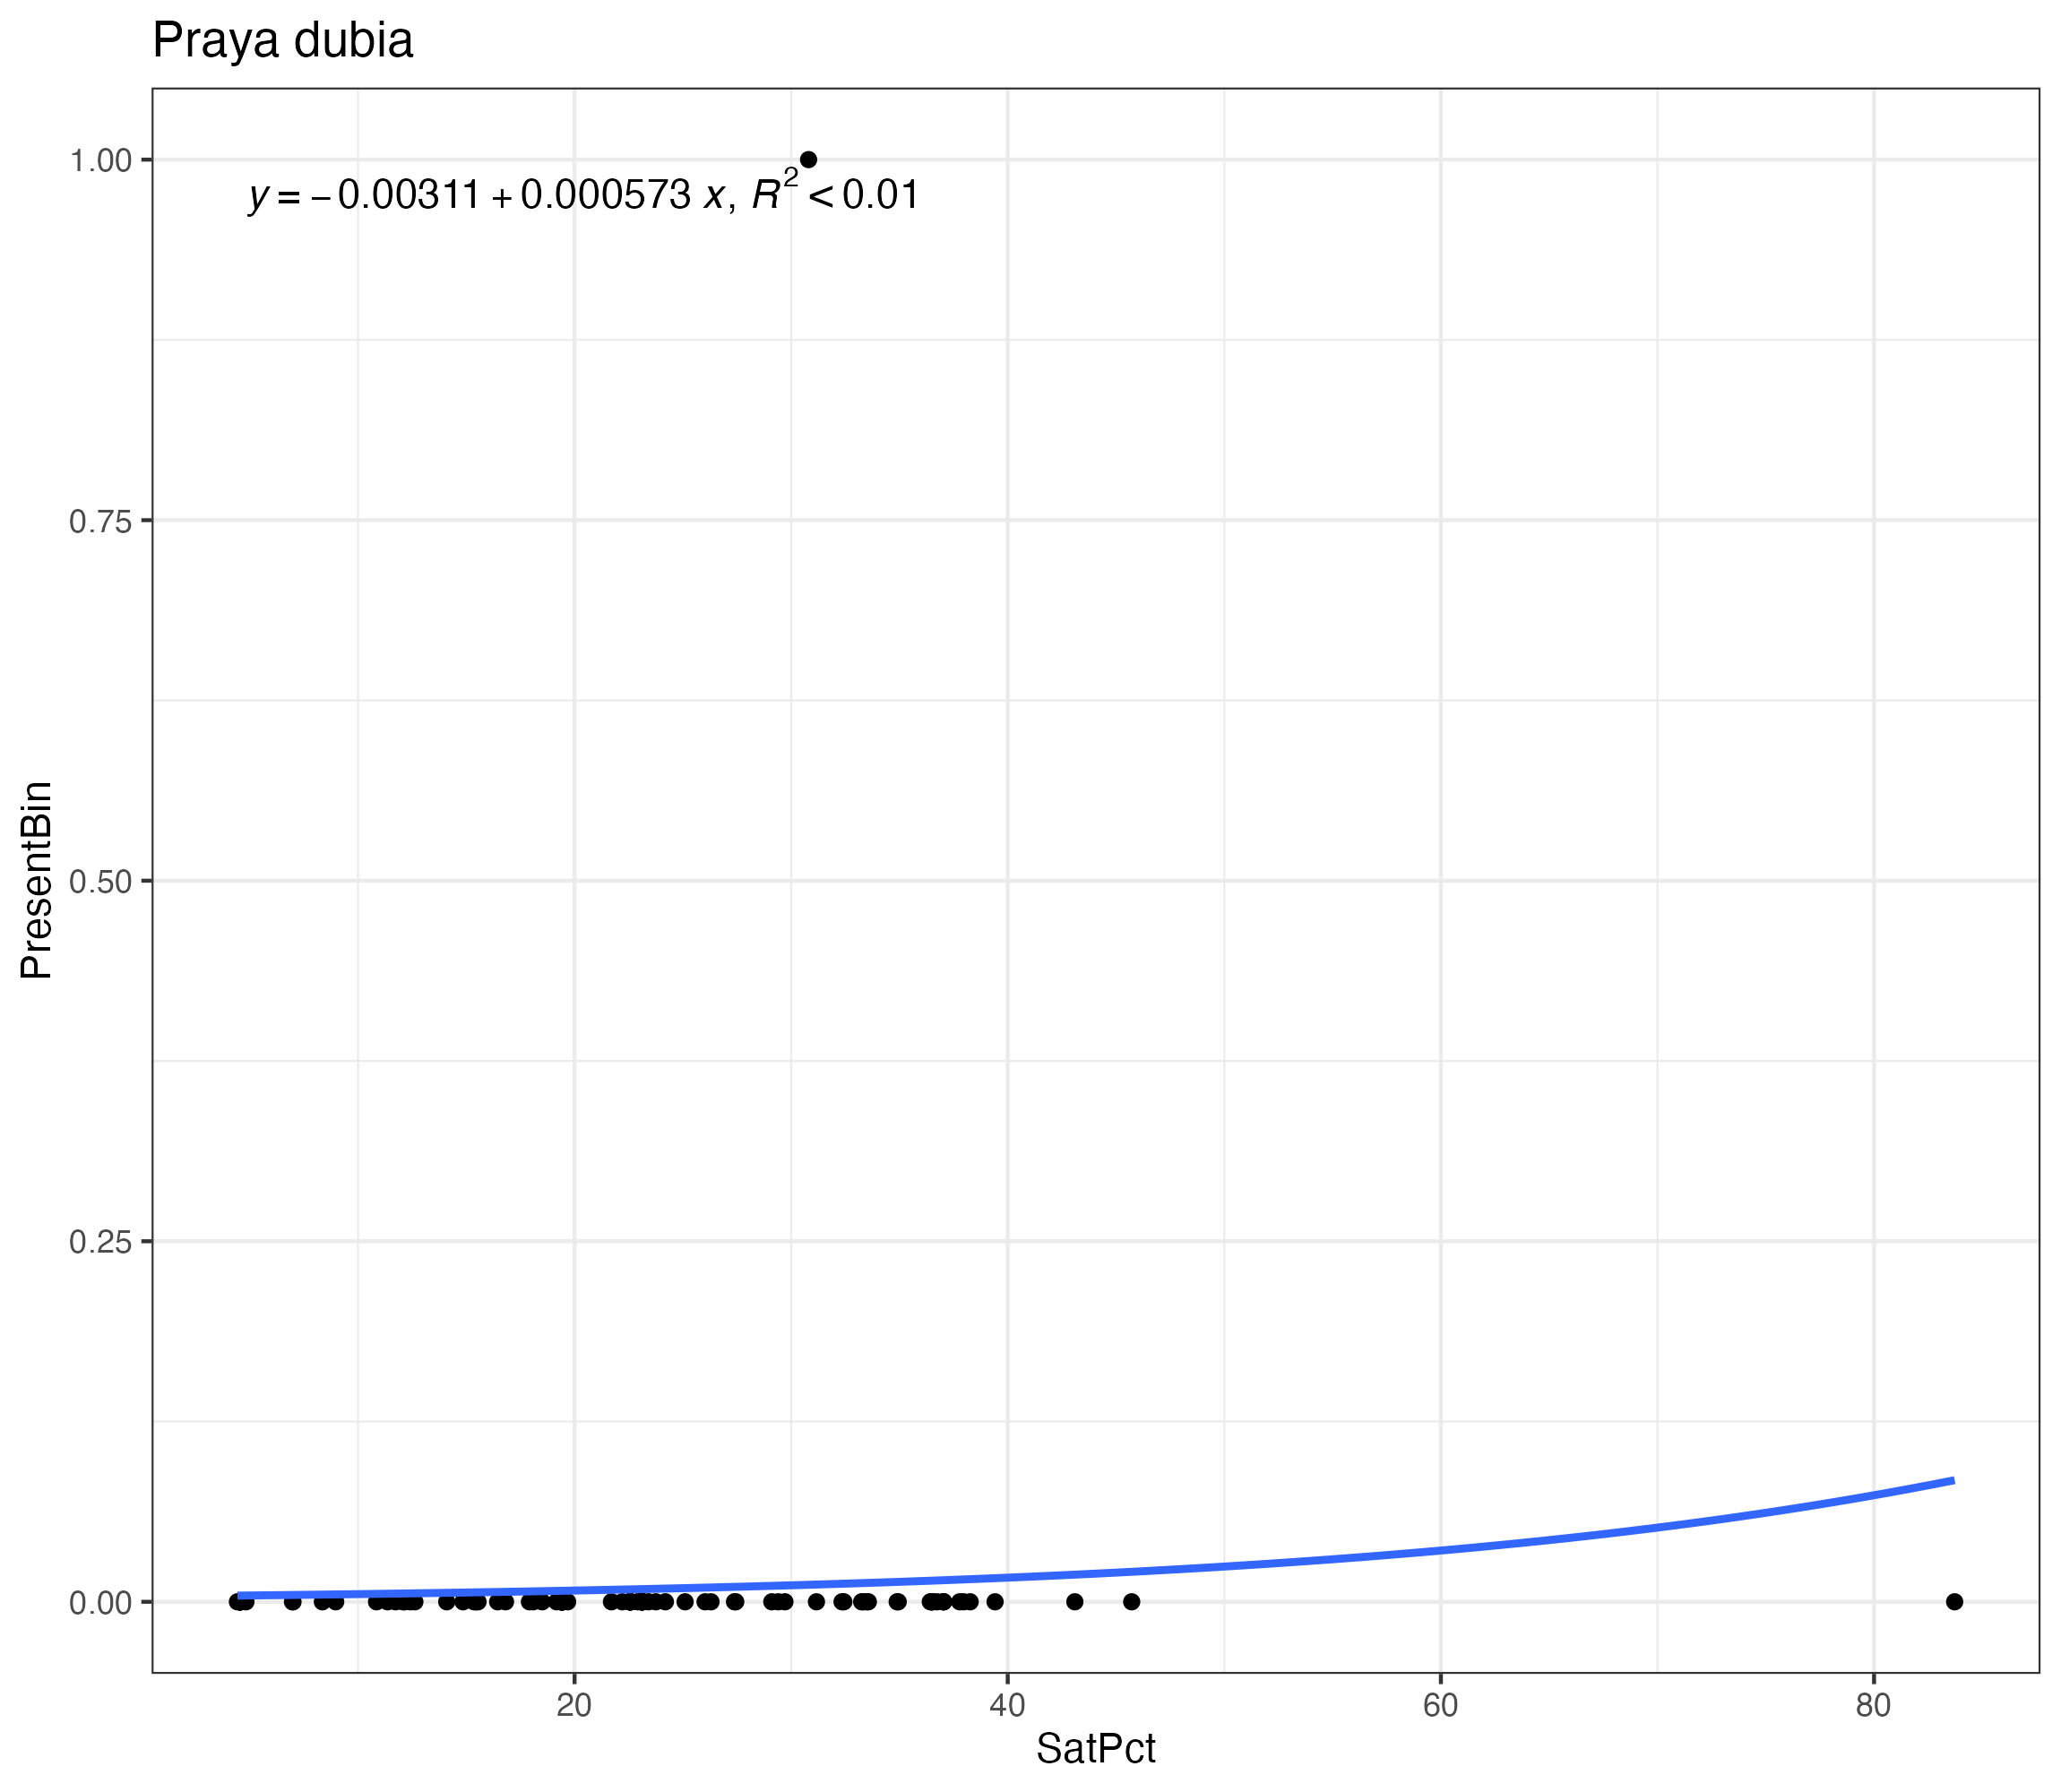 Praya dubia
1.00
y = −0.00311 + 0.000573 x, R² < 0.01
0.75
PresentBin
0.50
0.25
0.00
20 40 60 80
SatPct